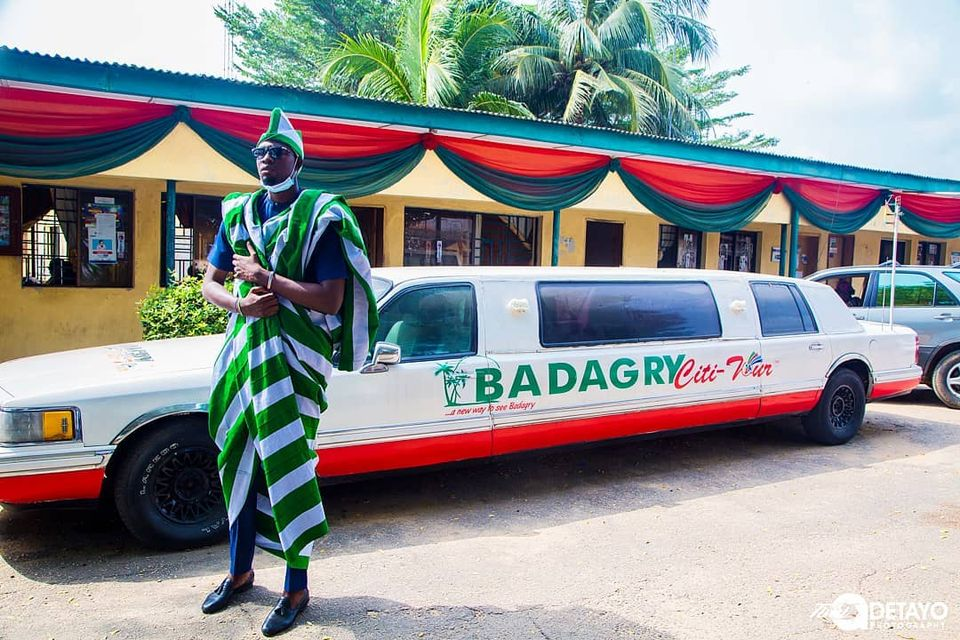 BADAGRY Citi-Tour
...a new way to see Badagry
DETAYO
PHOTOGRAPHY